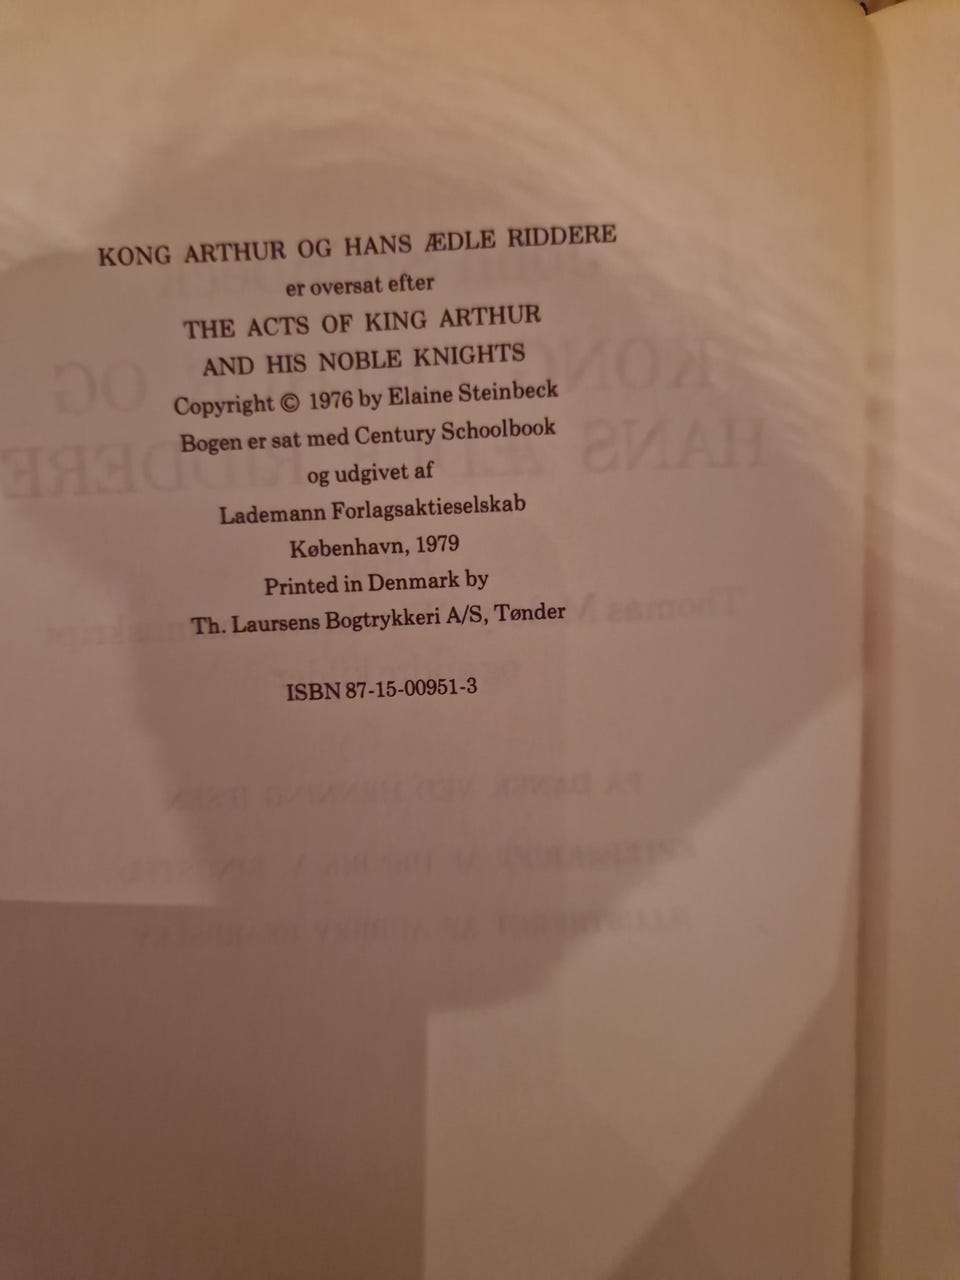 KONG ARTHUR OG HANS ÆDLE RIDDERE
er oversat efter
THE ACTS OF KING ARTHUR
AND HIS NOBLE KNIGHTS
Copyright © 1976 by Elaine Steinbeck
Bogen er sat med Century Schoolbook
og udgivet af
Lademann Forlagsaktieselskab
København, 1979
Printed in Denmark by
Th. Laursens Bogtrykkeri A/S, Tønder
ISBN 87-15-00951-3